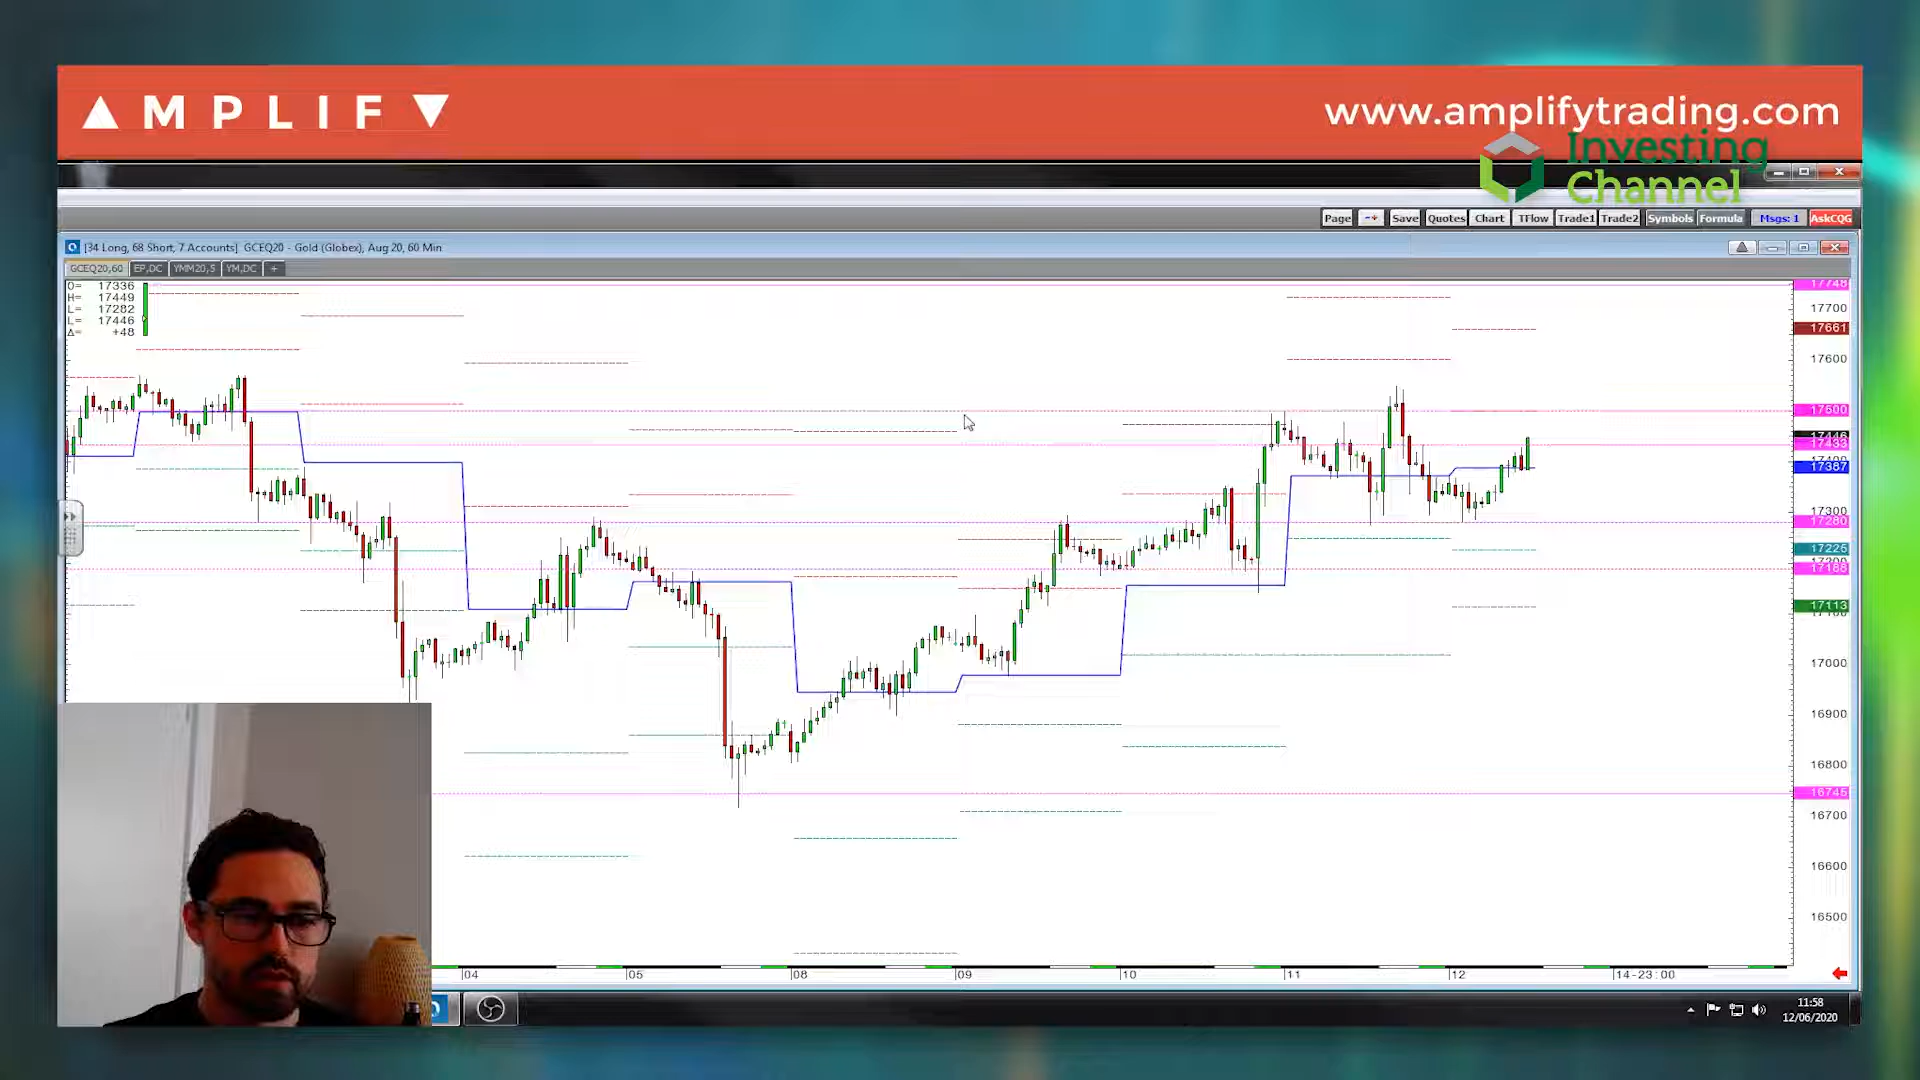 AMPLIFY
www.amplifytrading.com
Investing
Channel
Page Save Quotes Chart TFlow Trade1 Trade2 Symbols Formula Msgs: 1 AskCQG
[34 Long, 68 Short, 7 Accounts] GCEQ20 - Gold (Globex), Aug 20, 60 Min
GCEQ20,60 EP,DC YMM20,5 YM,DC +
O= 17336
H= 17449
L= 17282
L= 17446
Δ= +48
17748
17700
17661
17600
17500
17446
17433
17387
17300
17280
17225
17188
17113
17000
16900
16800
16745
16700
16600
16500
04 05 08 09 10 11 12 14-23:00
11:58
12/06/2020